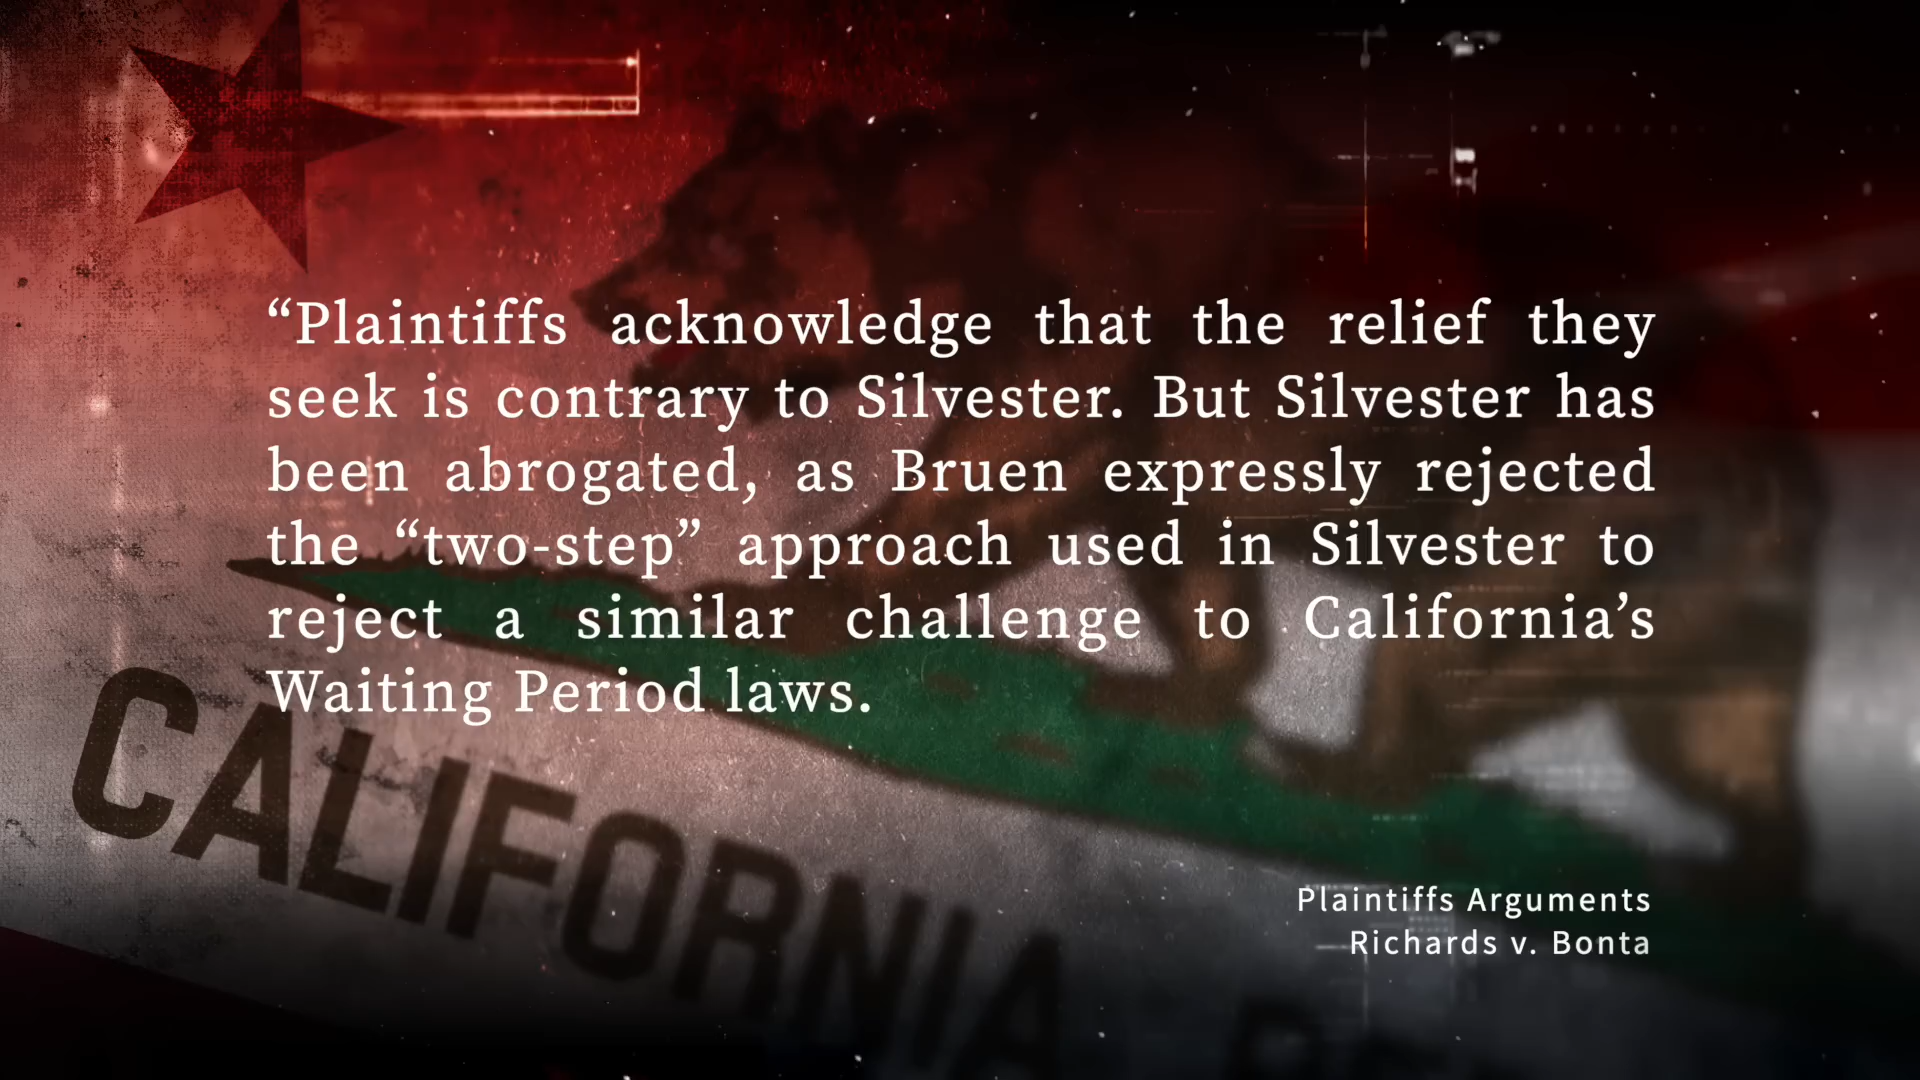 “Plaintiffs acknowledge that the relief they
seek is contrary to Silvester. But Silvester has
been abrogated, as Bruen expressly rejected
the “two-step” approach used in Silvester to
reject a similar challenge to California’s
Waiting Period laws.
CALIFORNIA
Plaintiffs Arguments
Richards v. Bonta